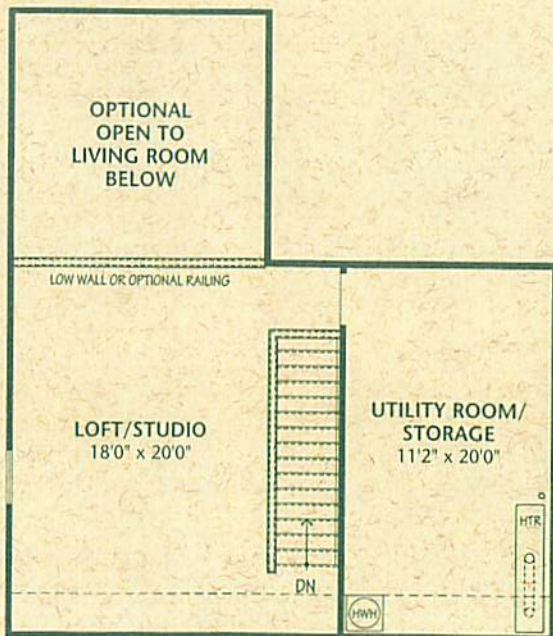 OPTIONAL
OPEN TO
LIVING ROOM
BELOW
LOW WALL OR OPTIONAL RAILING
LOFT/STUDIO
18'0" x 20'0"
UTILITY ROOM/
STORAGE
11'2" x 20'0"
HTR
DN
HWH